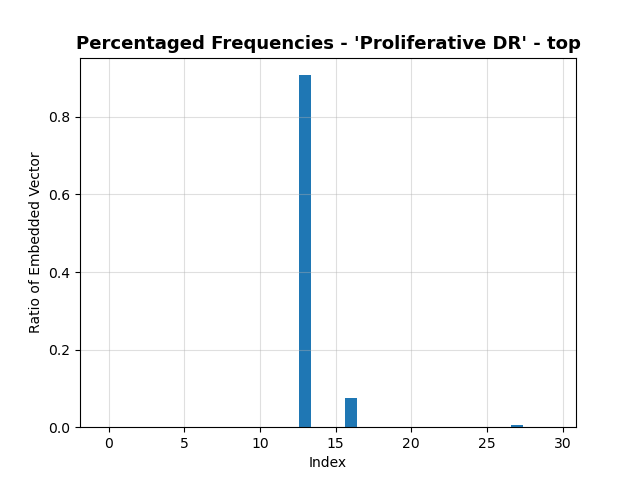 Percentaged Frequencies - 'Proliferative DR' - top
Ratio of Embedded Vector
0.8
0.6
0.4
0.2
0.0
0 5 10 15 20 25 30
Index